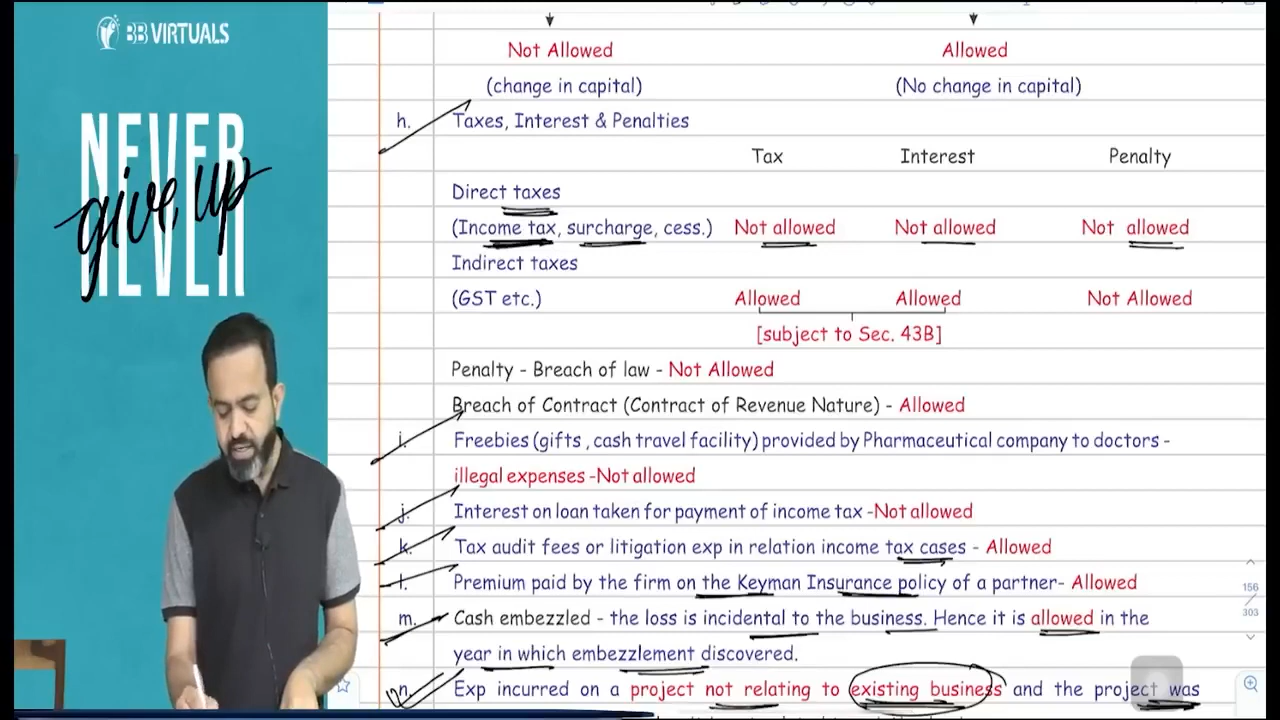 BB VIRTUALS
NEVER
give up
NEVER
Not Allowed Allowed
(change in capital) (No change in capital)
h. Taxes, Interest & Penalties
Tax Interest Penalty
Direct taxes
(Income tax, surcharge, cess.) Not allowed Not allowed Not allowed
Indirect taxes
(GST etc.) Allowed Allowed Not Allowed
[subject to Sec. 43B]
Penalty - Breach of law - Not Allowed
Breach of Contract (Contract of Revenue Nature) - Allowed
i. Freebies (gifts , cash travel facility) provided by Pharmaceutical company to doctors -
illegal expenses -Not allowed
j. Interest on loan taken for payment of income tax -Not allowed
k. Tax audit fees or litigation exp in relation income tax cases - Allowed
l. Premium paid by the firm on the Keyman Insurance policy of a partner- Allowed
m. Cash embezzled - the loss is incidental to the business. Hence it is allowed in the
year in which embezzlement discovered.
n. Exp incurred on a project not relating to existing business and the project was
156
303